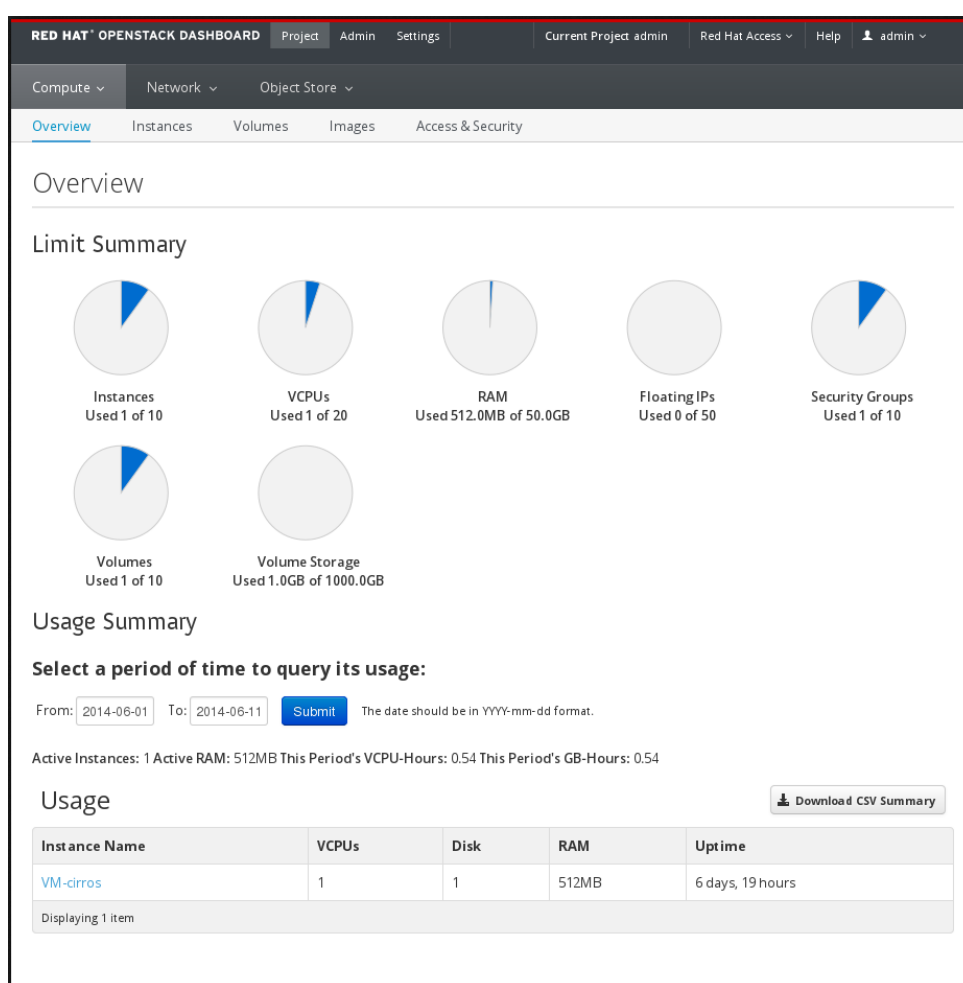 RED HAT® OPENSTACK DASHBOARD Project Admin Settings Current Project admin Red Hat Access Help admin
Compute Network Object Store
Overview Instances Volumes Images Access & Security
Overview
Limit Summary
Instances VCPUs RAM Floating IPs Security Groups
Used 1 of 10 Used 1 of 20 Used 512.0MB of 50.0GB Used 0 of 50 Used 1 of 10
Volumes Volume Storage
Used 1 of 10 Used 1.0GB of 1000.0GB
Usage Summary
Select a period of time to query its usage:
From: 2014-06-01 To: 2014-06-11 Submit The date should be in YYYY-mm-dd format.
Active Instances: 1 Active RAM: 512MB This Period's VCPU-Hours: 0.54 This Period's GB-Hours: 0.54
Usage Download CSV Summary
Instance Name VCPUs Disk RAM Uptime
VM-cirros 1 1 512MB 6 days, 19 hours
Displaying 1 item